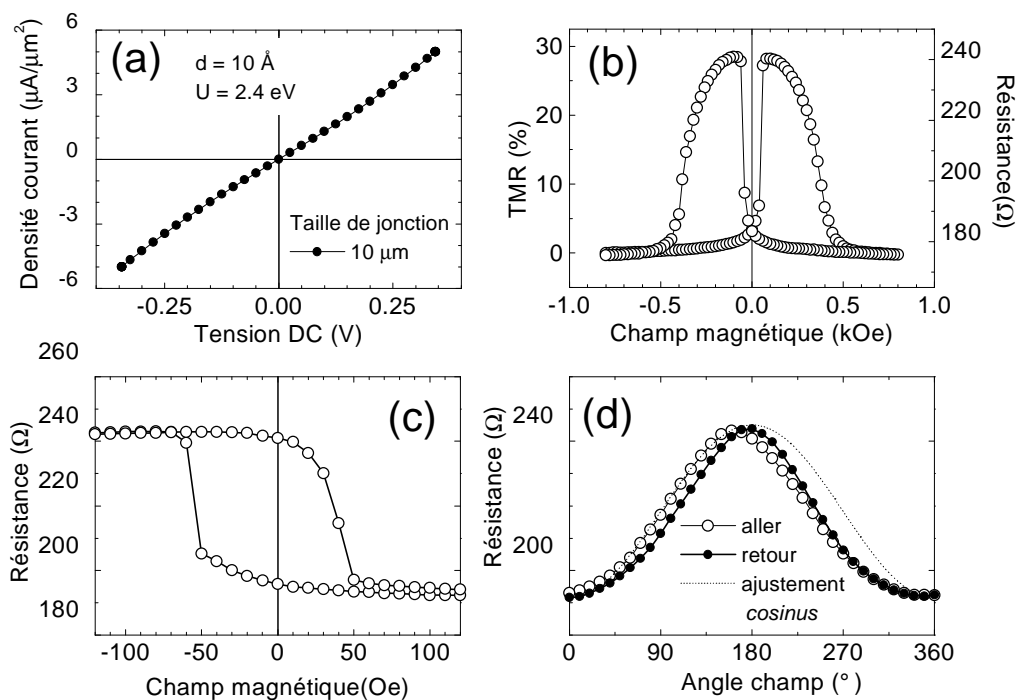 (a)
d = 10 Å
U = 2.4 eV
Taille de jonction
10 µm
6
3
0
-3
-6
Densité courant (µA/µm²)
-0.25
0.00
0.25
Tension DC (V)
(b)
30
20
10
0
TMR (%)
240
220
200
180
Résistance(Ω)
-1.0
-0.5
0.0
0.5
1.0
Champ magnétique (kOe)
(c)
260
240
220
200
180
Résistance (Ω)
-100
-50
0
50
100
Champ magnétique(Oe)
(d)
240
220
200
Résistance (Ω)
aller
retour
ajustement
cosinus
0
90
180
270
360
Angle champ (°)